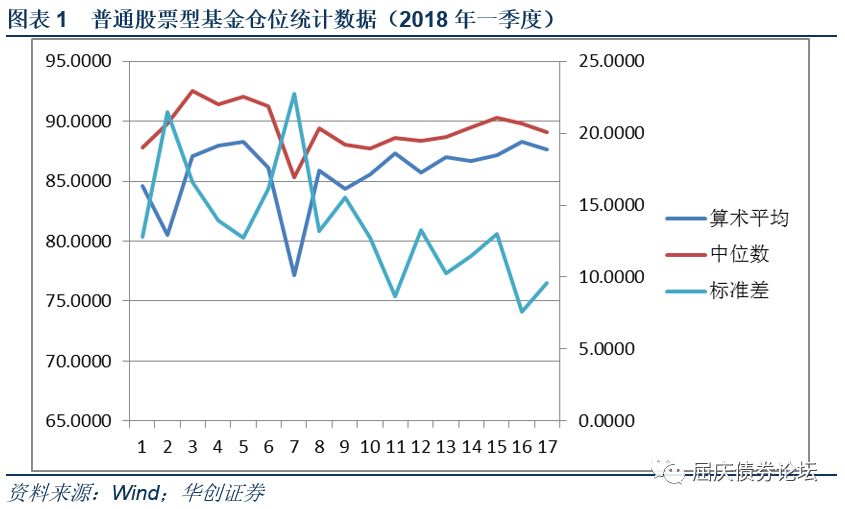 图表 1 普通股票型基金仓位统计数据（2018 年一季度）
95.0000 25.0000
90.0000 20.0000
85.0000 15.0000
80.0000 10.0000
75.0000
70.0000 5.0000
65.0000 0.0000
算术平均
中位数
标准差
1 2 3 4 5 6 7 8 9 10 11 12 13 14 15 16 17
屈庆债券论坛
资料来源：Wind；华创证券